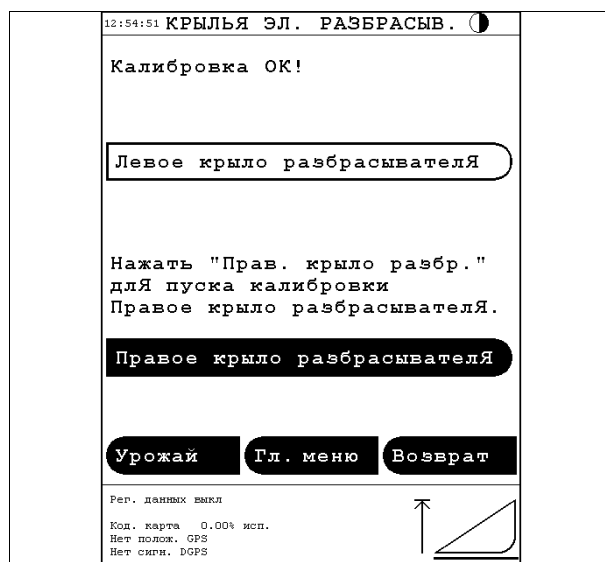 12:54:51 КРЫЛЬЯ ЭЛ. РАЗБРАСЫВ.
Калибровка ОК!
Левое крыло разбрасывателЯ
Нажать "Прав. крыло разбр."
длЯ пуска калибровки
Правое крыло разбрасывателЯ.
Правое крыло разбрасывателЯ
Урожай Гл. меню Возврат
Рег. данных выкл
Код. карта 0.00% исп.
Нет полож. GPS
Нет сигн. DGPS